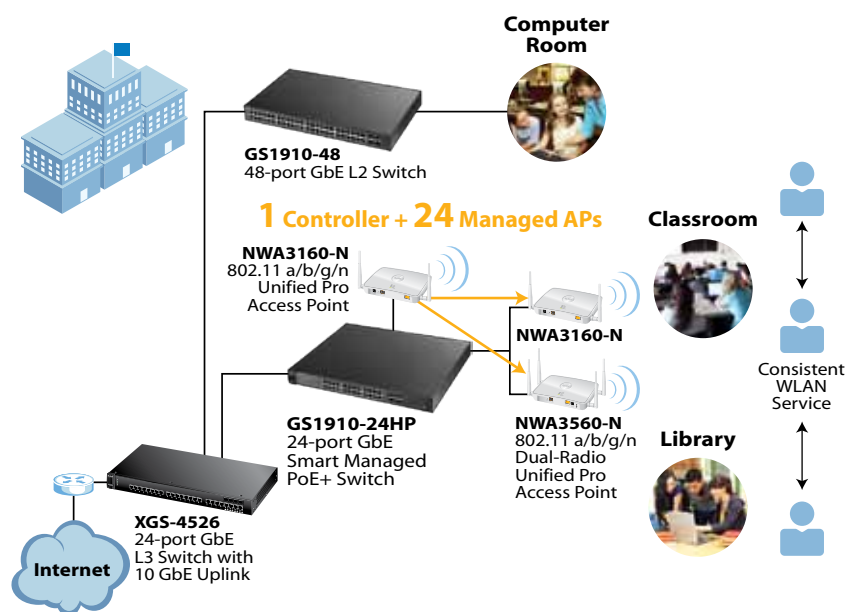 Computer
Room
GS1910-48
48-port GbE L2 Switch
1 Controller + 24 Managed APs
NWA3160-N
802.11 a/b/g/n
Unified Pro
Access Point
Classroom
NWA3160-N
GS1910-24HP
24-port GbE
Smart Managed
PoE+ Switch
NWA3560-N
802.11 a/b/g/n
Dual-Radio
Unified Pro
Access Point
Consistent
WLAN
Service
Library
XGS-4526
24-port GbE
L3 Switch with
10 GbE Uplink
Internet